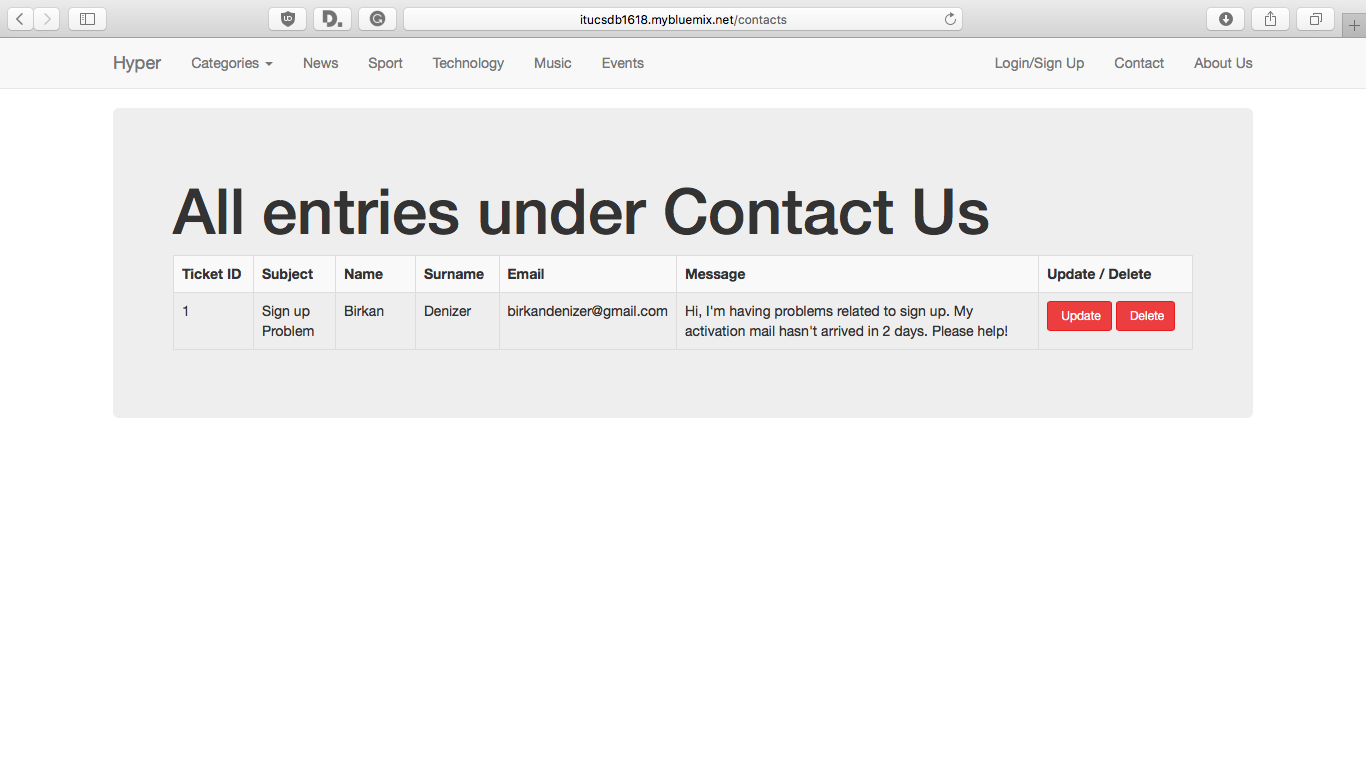 itucsdb1618.mybluemix.net/contacts
Hyper Categories News Sport Technology Music Events Login/Sign Up Contact About Us
All entries under Contact Us
Ticket ID Subject Name Surname Email Message Update / Delete
1 Sign up Birkan Denizer birkandenizer@gmail.com Hi, I'm having problems related to sign up. My Update Delete
Problem activation mail hasn't arrived in 2 days. Please help!